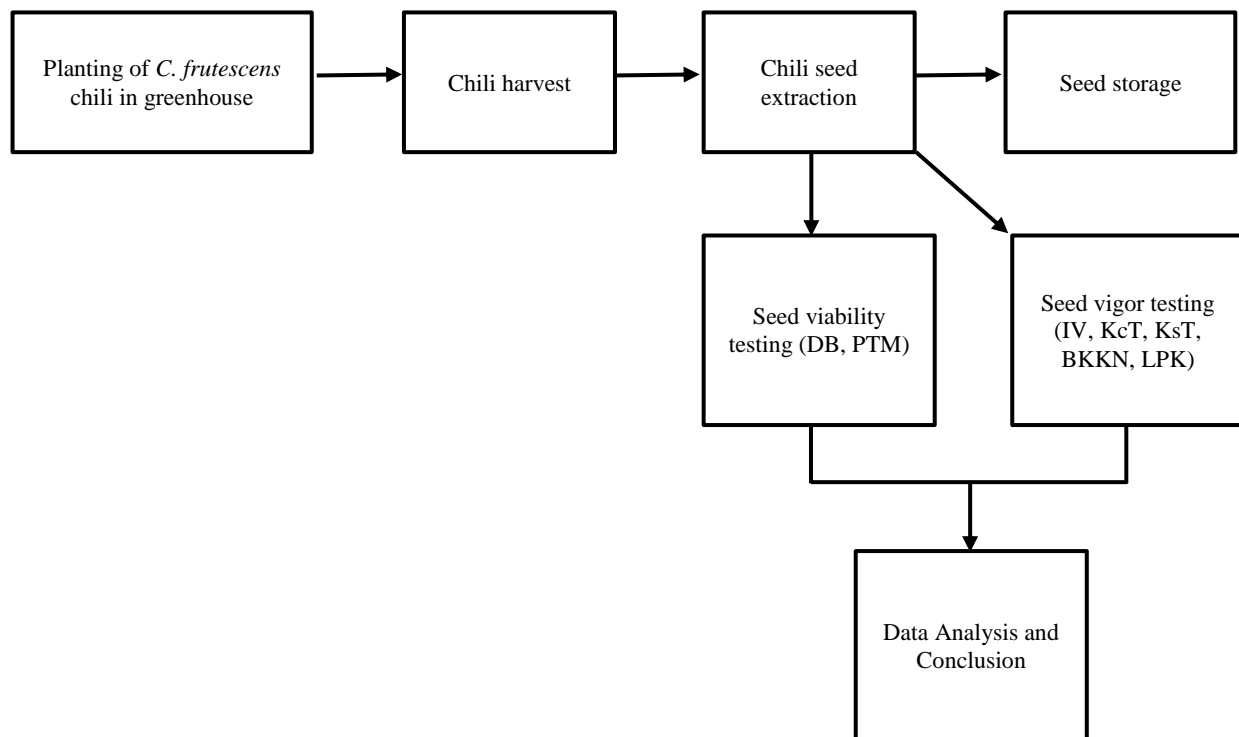 Planting of C. frutescens
chili in greenhouse
Chili harvest
Chili seed
extraction
Seed storage
Seed viability
testing (DB, PTM)
Seed vigor testing
(IV, KcT, KsT,
BKKN, LPK)
Data Analysis and
Conclusion